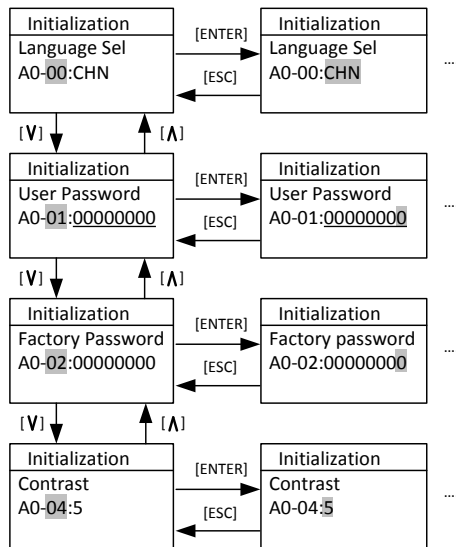 Initialization
Language Sel
A0-00:CHN
[ENTER]
[ESC]
Initialization
Language Sel
A0-00:CHN
...
[∨]
[∧]
Initialization
User Password
A0-01:00000000
[ENTER]
[ESC]
Initialization
User Password
A0-01:00000000
...
[∨]
[∧]
Initialization
Factory Password
A0-02:00000000
[ENTER]
[ESC]
Initialization
Factory password
A0-02:00000000
...
[∨]
[∧]
Initialization
Contrast
A0-04:5
[ENTER]
[ESC]
Initialization
Contrast
A0-04:5
...